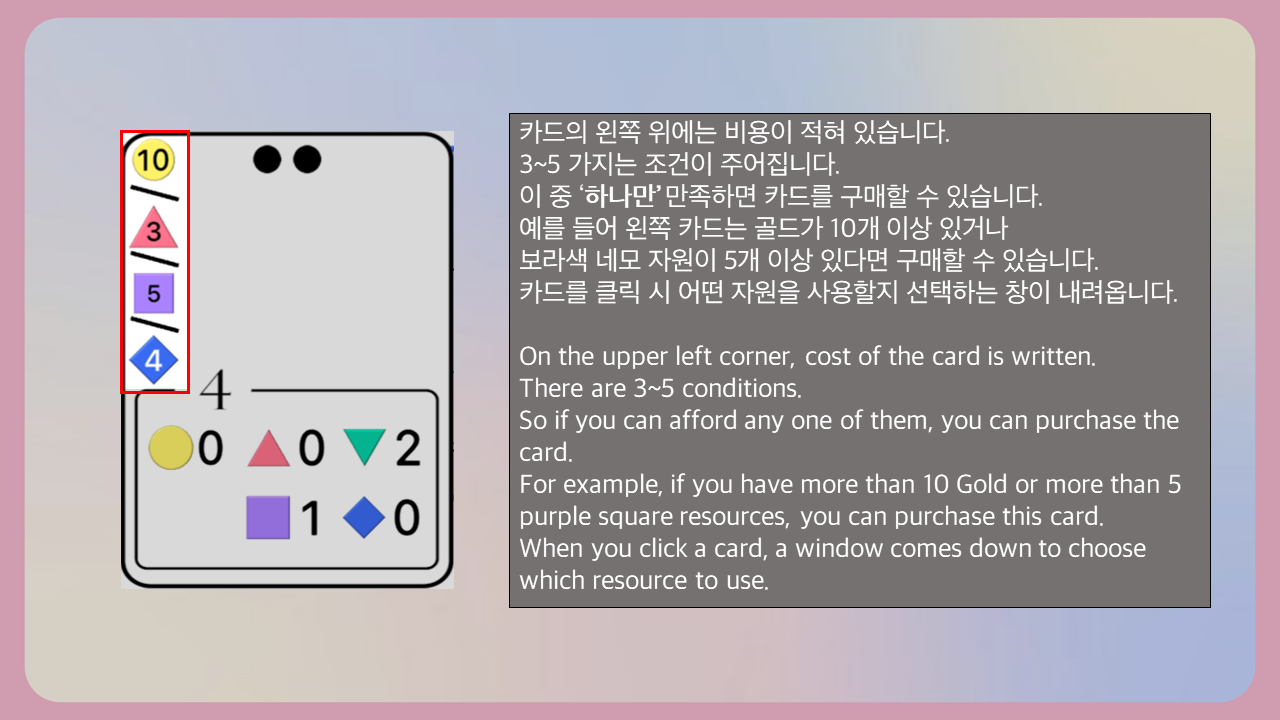 10
3
5
4
4
0 0 2
1 0
카드의 왼쪽 위에는 비용이 적혀 있습니다.
3~5 가지는 조건이 주어집니다.
이 중 ‘하나만’ 만족하면 카드를 구매할 수 있습니다.
예를 들어 왼쪽 카드는 골드가 10개 이상 있거나
보라색 네모 자원이 5개 이상 있다면 구매할 수 있습니다.
카드를 클릭 시 어떤 자원을 사용할지 선택하는 창이 내려옵니다.
On the upper left corner, cost of the card is written.
There are 3~5 conditions.
So if you can afford any one of them, you can purchase the
card.
For example, if you have more than 10 Gold or more than 5
purple square resources, you can purchase this card.
When you click a card, a window comes down to choose
which resource to use.